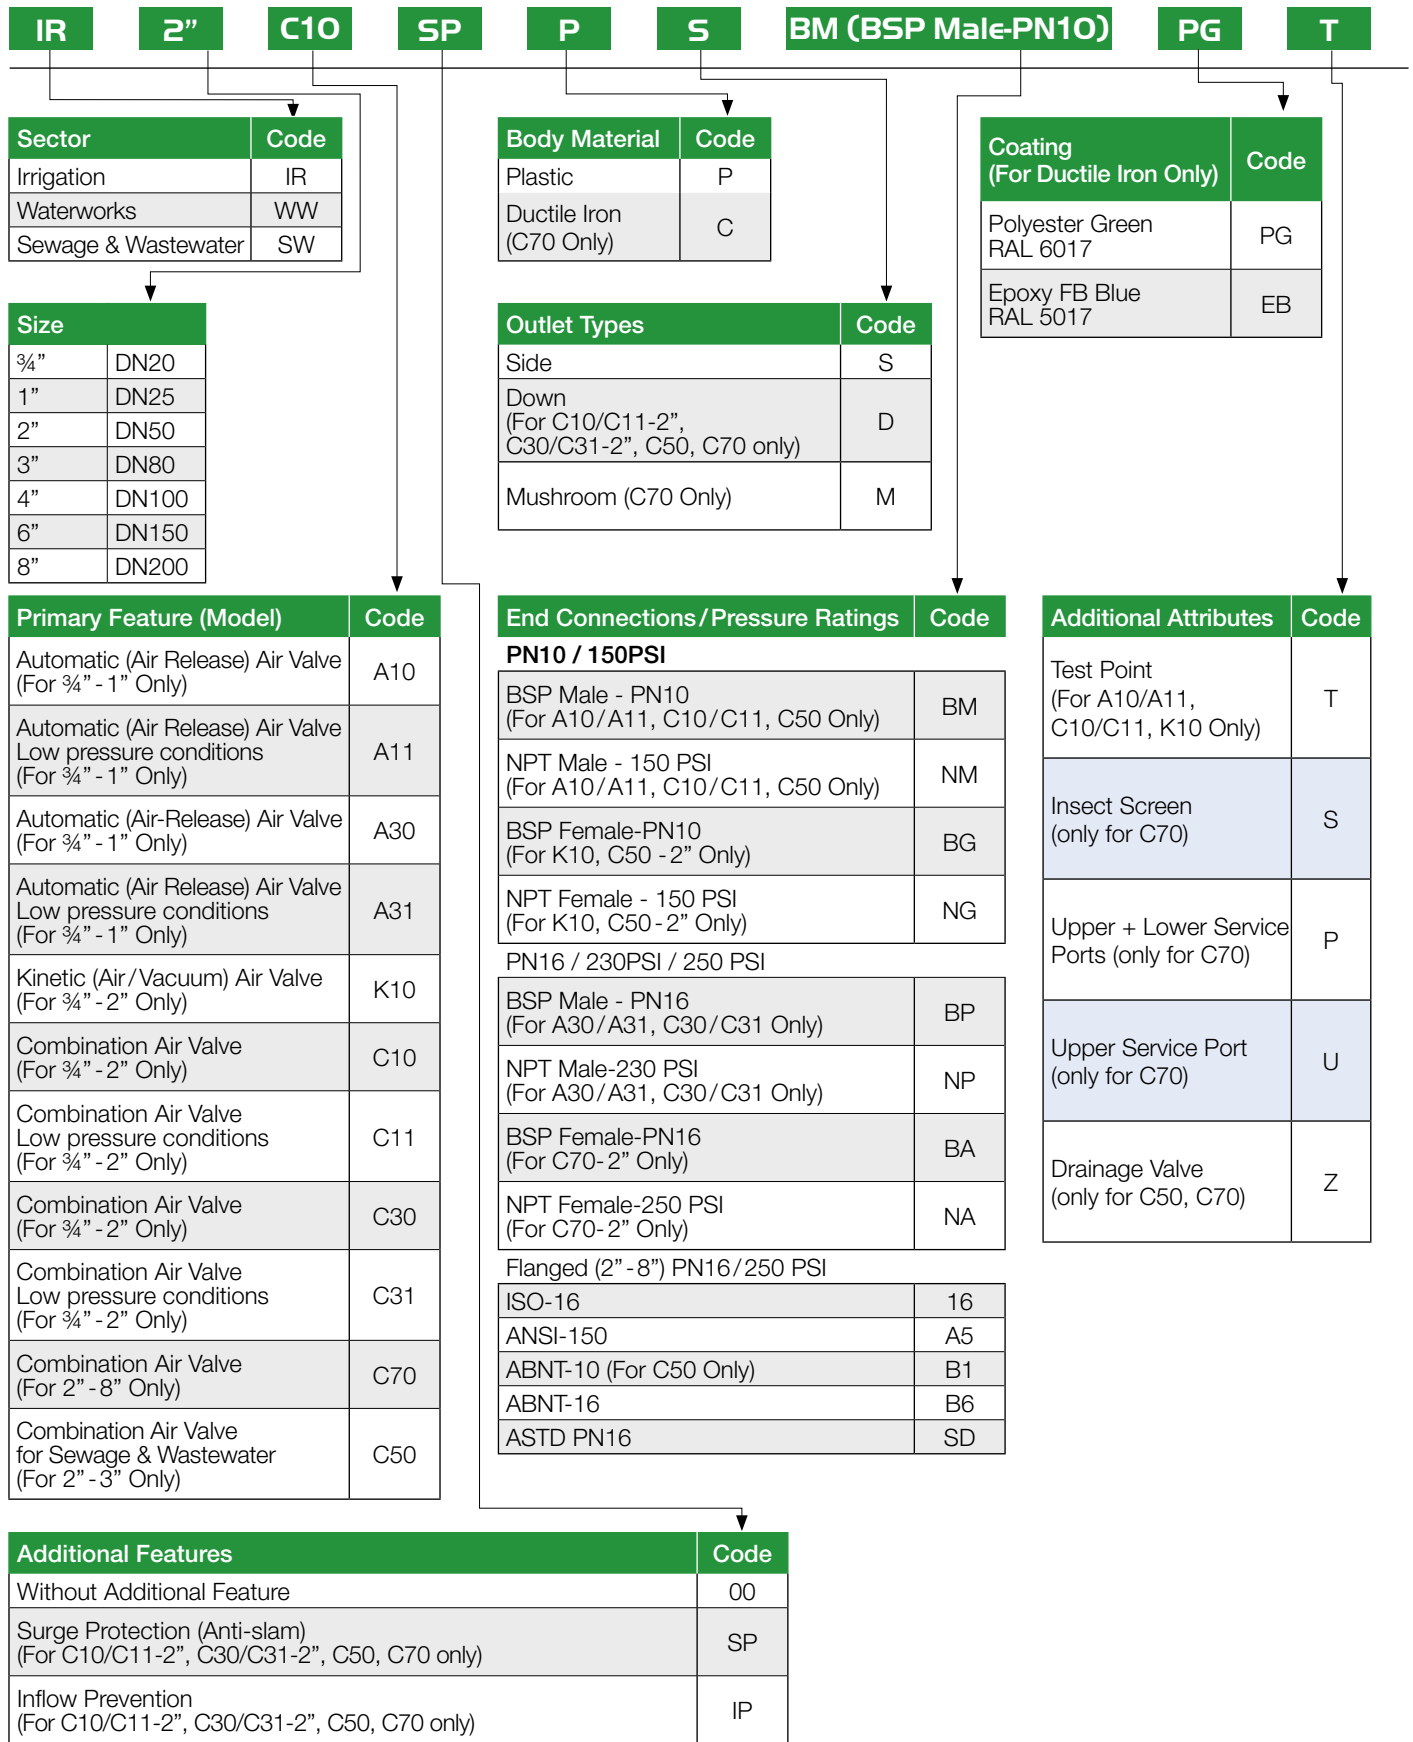 IR 2” C10 SP P S BM (BSP Male-PN10) PG T
Sector Code
Irrigation IR
Waterworks WW
Sewage & Wastewater SW
Size
¾” DN20
1” DN25
2” DN50
3” DN80
4” DN100
6” DN150
8” DN200
Primary Feature (Model) Code
Automatic (Air Release) Air Valve
(For ¾” - 1” Only) A10
Automatic (Air Release) Air Valve
Low pressure conditions
(For ¾” - 1” Only) A11
Automatic (Air-Release) Air Valve
(For ¾” - 1” Only) A30
Automatic (Air Release) Air Valve
Low pressure conditions
(For ¾” - 1” Only) A31
Kinetic (Air/Vacuum) Air Valve
(For ¾” - 2” Only) K10
Combination Air Valve
(For ¾” - 2” Only) C10
Combination Air Valve
Low pressure conditions
(For ¾” - 2” Only) C11
Combination Air Valve
(For ¾” - 2” Only) C30
Combination Air Valve
Low pressure conditions
(For ¾” - 2” Only) C31
Combination Air Valve
(For 2” - 8” Only) C70
Combination Air Valve
for Sewage & Wastewater
(For 2” - 3” Only) C50
Body Material Code
Plastic P
Ductile Iron
(C70 Only) C
Outlet Types Code
Side S
Down
(For C10/C11-2”,
C30/C31-2”, C50, C70 only) D
Mushroom (C70 Only) M
End Connections/Pressure Ratings Code
PN10 / 150PSI
BSP Male - PN10
(For A10/A11, C10/C11, C50 Only) BM
NPT Male - 150 PSI
(For A10/A11, C10/C11, C50 Only) NM
BSP Female-PN10
(For K10, C50 - 2” Only) BG
NPT Female - 150 PSI
(For K10, C50 - 2” Only) NG
PN16 / 230PSI / 250 PSI
BSP Male - PN16
(For A30/A31, C30/C31 Only) BP
NPT Male-230 PSI
(For A30/A31, C30/C31 Only) NP
BSP Female-PN16
(For C70- 2” Only) BA
NPT Female-250 PSI
(For C70- 2” Only) NA
Flanged (2” - 8”) PN16/250 PSI
ISO-16 16
ANSI-150 A5
ABNT-10 (For C50 Only) B1
ABNT-16 B6
ASTD PN16 SD
Coating
(For Ductile Iron Only) Code
Polyester Green
RAL 6017 PG
Epoxy FB Blue
RAL 5017 EB
Additional Attributes Code
Test Point
(For A10/A11,
C10/C11, K10 Only) T
Insect Screen
(only for C70) S
Upper + Lower Service
Ports (only for C70) P
Upper Service Port
(only for C70) U
Drainage Valve
(only for C50, C70) Z
Additional Features Code
Without Additional Feature 00
Surge Protection (Anti-slam)
(For C10/C11-2”, C30/C31-2”, C50, C70 only) SP
Inflow Prevention
(For C10/C11-2”, C30/C31-2”, C50, C70 only) IP